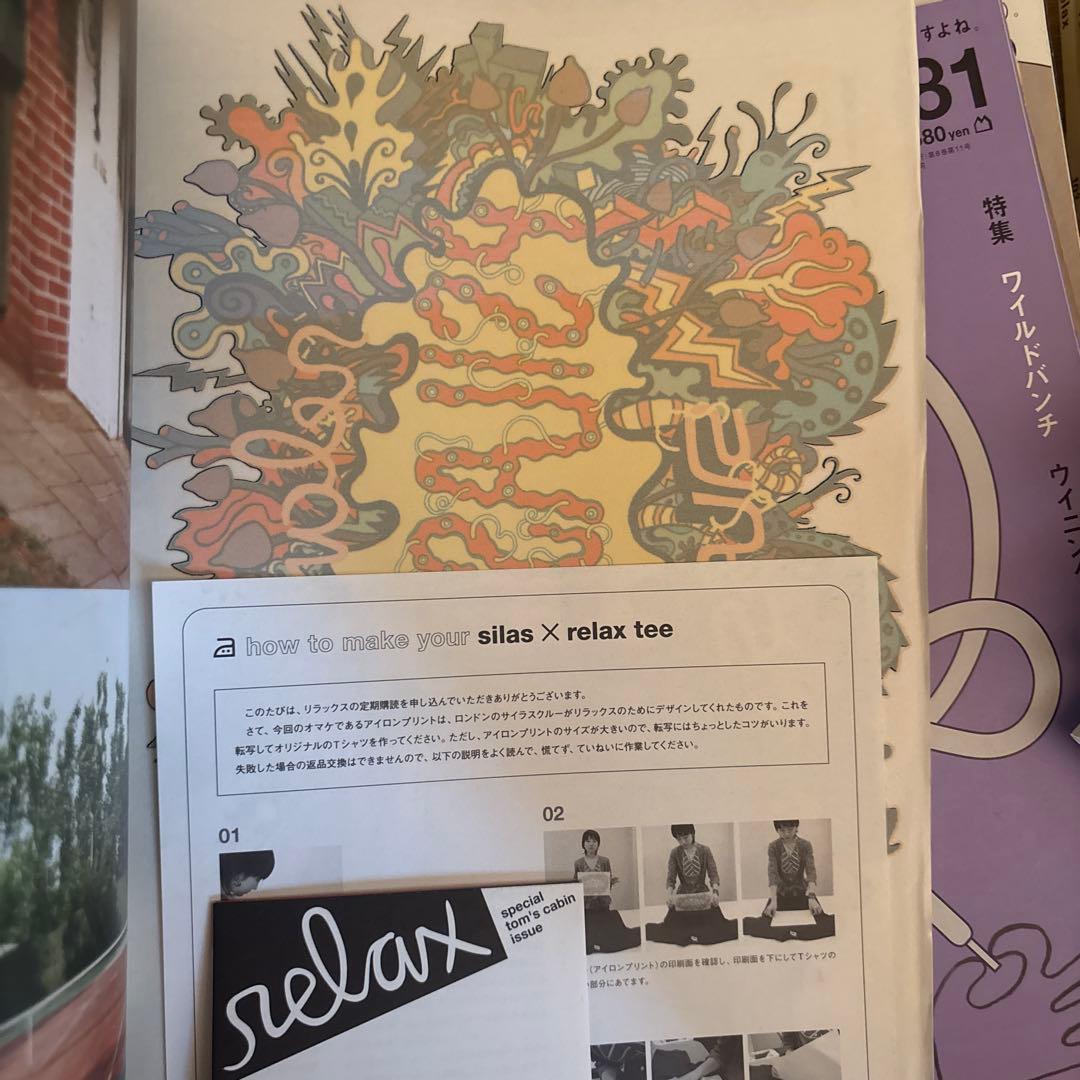 すよね。
81
680 yen
第8巻第11号
特集
ワイルドバンチ
ウィニン
how to make your silas × relax tee
このたびは、リラックスの定期購読を申し込んでいただきありがとうございます。
さて、今回のオマケであるアイロンプリントは、ロンドンのサイラスクルーがリラックスのためにデザインしてくれたものです。これを
転写してオリジナルのTシャツを作ってください。ただし、アイロンプリントのサイズが大きいので、転写にはちょっとしたコツがいります。
失敗した場合の返品交換はできませんので、以下の説明をよく読んで、慌てず、ていねいに作業してください。
01
02
(アイロンプリント)の印刷面を確認し、印刷面を下にしてTシャツの
部分にあてます。
relax
special
tom's cabin
issue